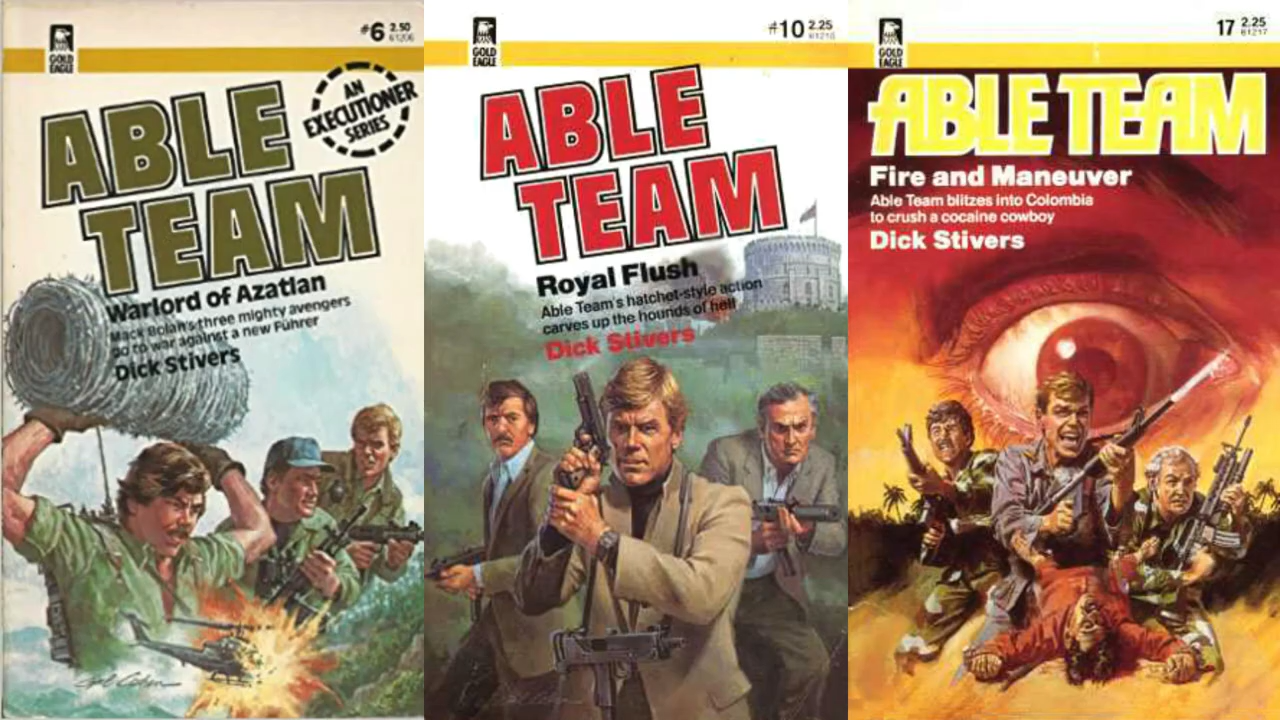 GOLD
EAGLE
#6 2.50
61206
AN
EXECUTIONER
SERIES
ABLE
TEAM
Warlord of Azatlan
Mack Bolan's three mighty avengers
go to war against a new Führer
Dick Stivers
GOLD
EAGLE
#10 2.25
61210
ABLE
TEAM
Royal Flush
Able Team's hatchet-style action
carves up the hounds of hell
Dick Stivers
GOLD
EAGLE
17 2.25
61217
ABLE TEAM
Fire and Maneuver
Able Team blitzes into Colombia
to crush a cocaine cowboy
Dick Stivers